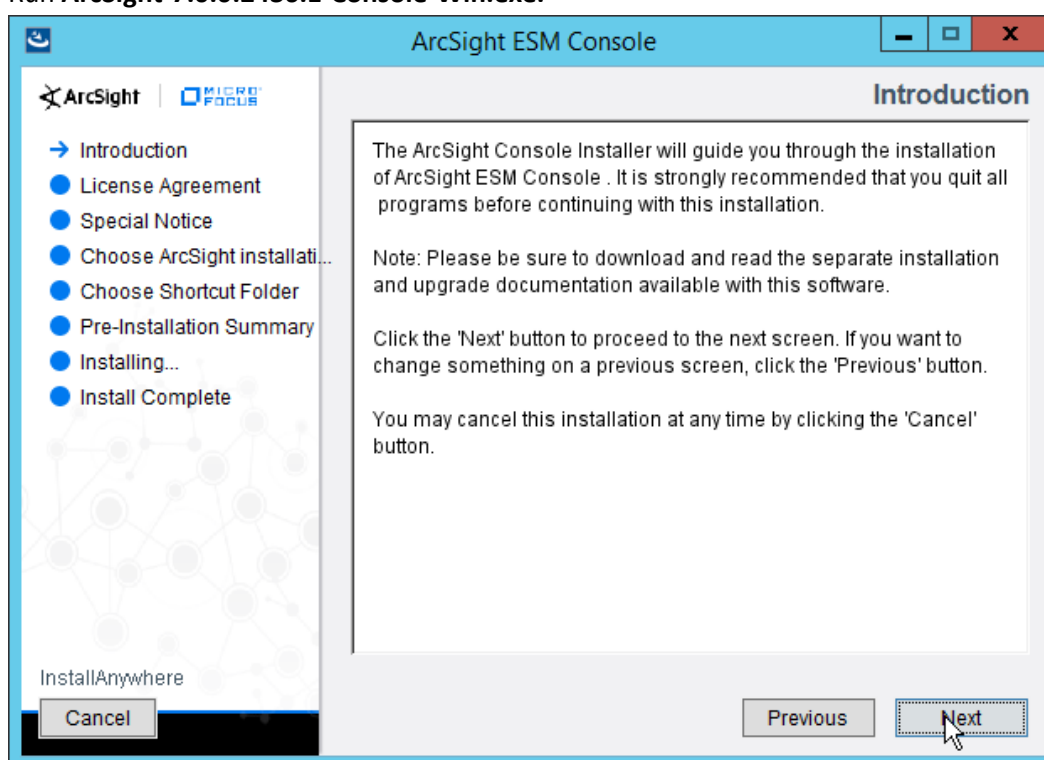 ArcSight ESM Console
ArcSight
MICRO
FOCUS
Introduction
Introduction
License Agreement
Special Notice
Choose ArcSight installati...
Choose Shortcut Folder
Pre-Installation Summary
Installing...
Install Complete
The ArcSight Console Installer will guide you through the installation
of ArcSight ESM Console . It is strongly recommended that you quit all
programs before continuing with this installation.
Note: Please be sure to download and read the separate installation
and upgrade documentation available with this software.
Click the 'Next' button to proceed to the next screen. If you want to
change something on a previous screen, click the 'Previous' button.
You may cancel this installation at any time by clicking the 'Cancel'
button.
InstallAnywhere
Cancel
Previous
Next